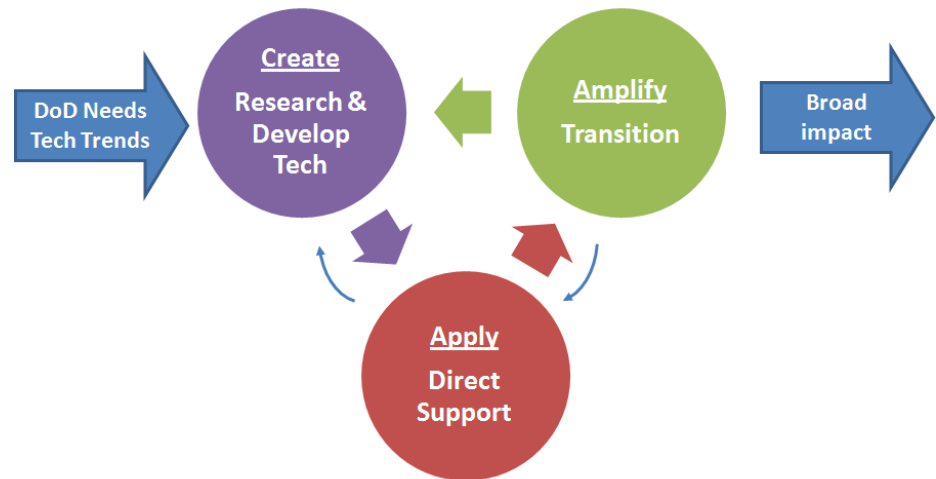 DoD Needs
Tech Trends
Create
Research &
Develop
Tech
Amplify
Transition
Broad
impact
Apply
Direct
Support